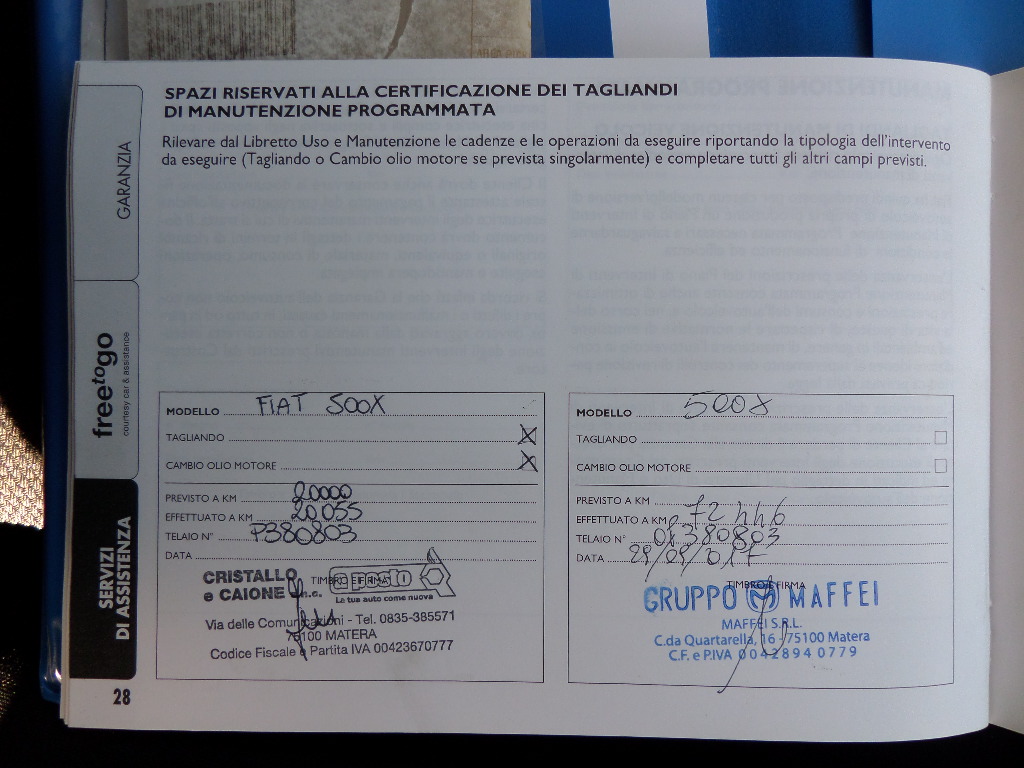 SPAZI RISERVATI ALLA CERTIFICAZIONE DEI TAGLIANDI
DI MANUTENZIONE PROGRAMMATA
Rilevare dal Libretto Uso e Manutenzione le cadenze e le operazioni da eseguire riportando la tipologia dell'intervento
da eseguire (Tagliando o Cambio olio motore se prevista singolarmente) e completare tutti gli altri campi previsti.
GARANZIA
freetogo
courtesy car & assistance
SERVIZI
DI ASSISTENZA
MODELLO FIAT 500X
TAGLIANDO X
CAMBIO OLIO MOTORE X
PREVISTO A KM 20000
EFFETTUATO A KM 20055
TELAIO N° P380803
DATA
TIMBRO E FIRMA
CRISTALLO
e CAIONE s.n.c.
a posto
La tua auto come nuova
Via delle Comunicazioni - Tel. 0835-385571
75100 MATERA
Codice Fiscale e Partita IVA 00423670777
MODELLO 500X
TAGLIANDO
CAMBIO OLIO MOTORE
PREVISTO A KM
EFFETTUATO A KM 72446
TELAIO N° 0P380803
DATA 29/09/2017
TIMBRO E FIRMA
GRUPPO M MAFFEI
MAFFEI S.R.L.
C.da Quartarella, 16 - 75100 Matera
C.F. e P.IVA 00428940779
28